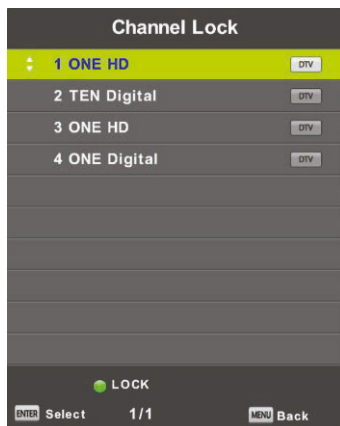 Channel Lock
1 ONE HD DTV
2 TEN Digital DTV
3 ONE HD DTV
4 ONE Digital DTV
LOCK
ENTER Select 1/1 MENU Back